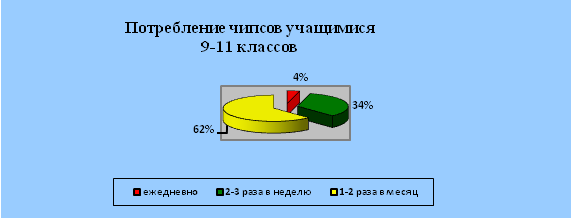 Потребление чипсов учащимися
9-11 классов
4%
34%
62%
ежедневно 2-3 раза в неделю 1-2 раза в месяц